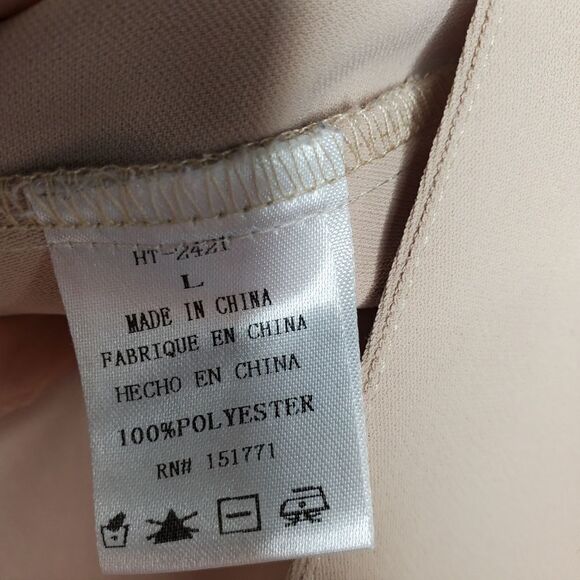 HT-2421
L
MADE IN CHINA
FABRIQUE EN CHINA
HECHO EN CHINA
100%POLYESTER
RN# 151771